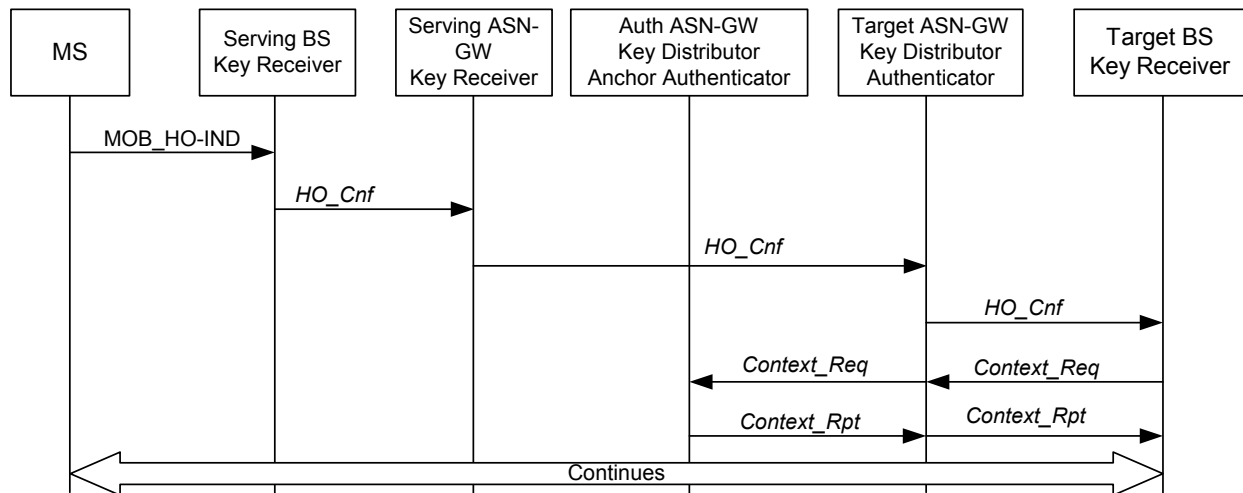 MS
Serving BS
Key Receiver
Serving ASN-
GW
Key Receiver
Auth ASN-GW
Key Distributor
Anchor Authenticator
Target ASN-GW
Key Distributor
Authenticator
Target BS
Key Receiver
MOB_HO-IND
HO_Cnf
HO_Cnf
HO_Cnf
Context_Req
Context_Req
Context_Rpt
Context_Rpt
Continues